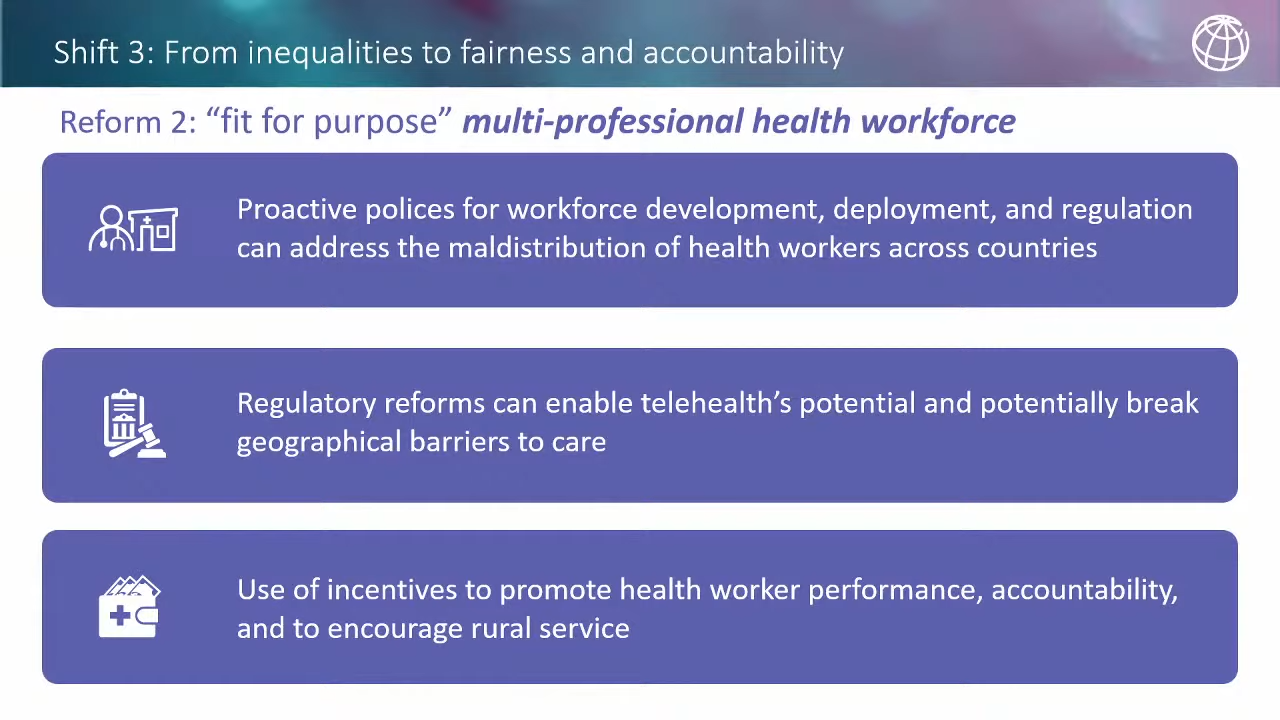 Shift 3: From inequalities to fairness and accountability
Reform 2: “fit for purpose” multi-professional health workforce
Proactive polices for workforce development, deployment, and regulation
can address the maldistribution of health workers across countries
Regulatory reforms can enable telehealth’s potential and potentially break
geographical barriers to care
Use of incentives to promote health worker performance, accountability,
and to encourage rural service